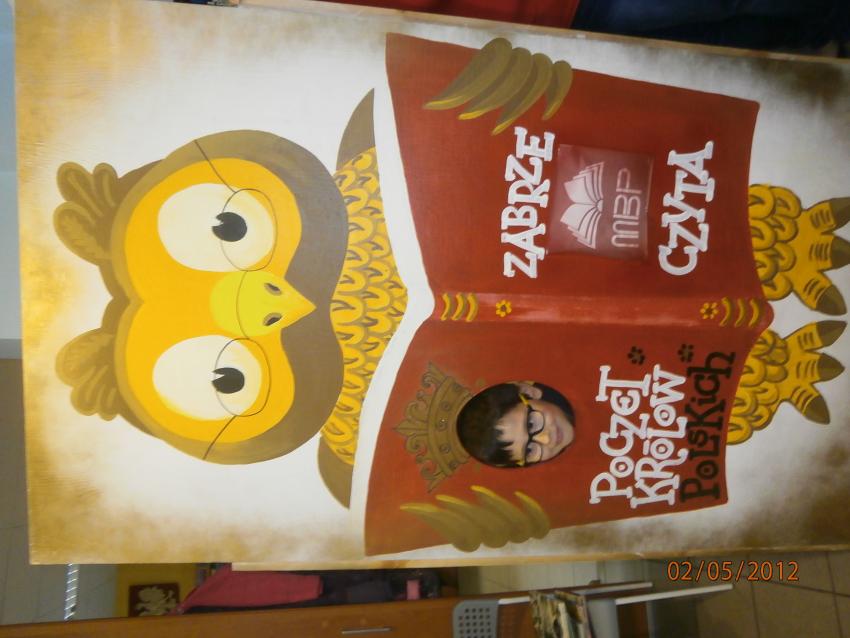 ZABRZE
MBP
CZYTA
POCZET
KRÓLÓW
POLSKICH
02/05/2012